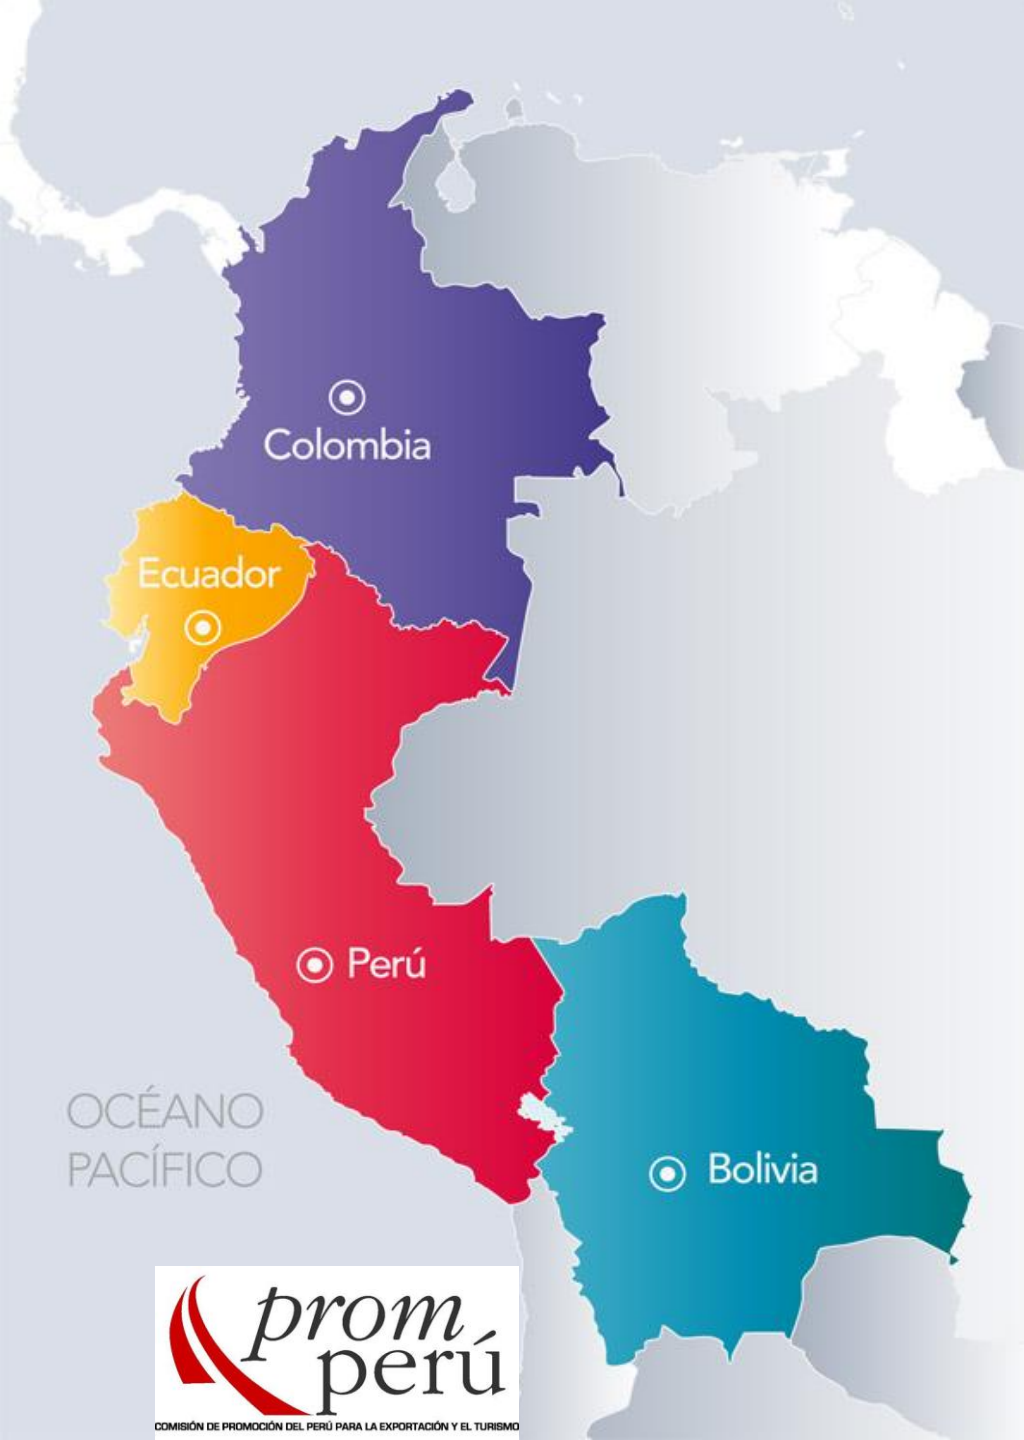 Colombia
Ecuador
Perú
OCÉANO
PACÍFICO
Bolivia
prom
perú
COMISIÓN DE PROMOCIÓN DEL PERÚ PARA LA EXPORTACIÓN Y EL TURISMO